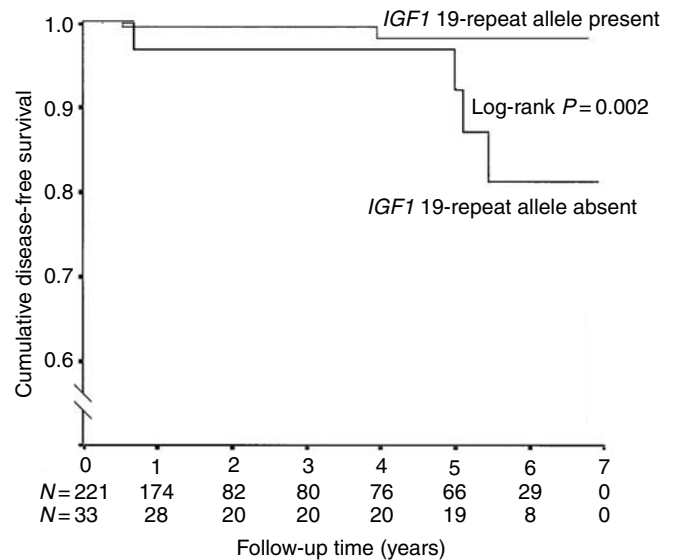 IGF1 19-repeat allele present
1.0
0.9
Log-rank P = 0.002
0.8
IGF1 19-repeat allele absent
0.7
0.6
Cumulative disease-free survival
0 1 2 3 4 5 6 7
N = 221 174 82 80 76 66 29 0
N = 33 28 20 20 20 19 8 0
Follow-up time (years)